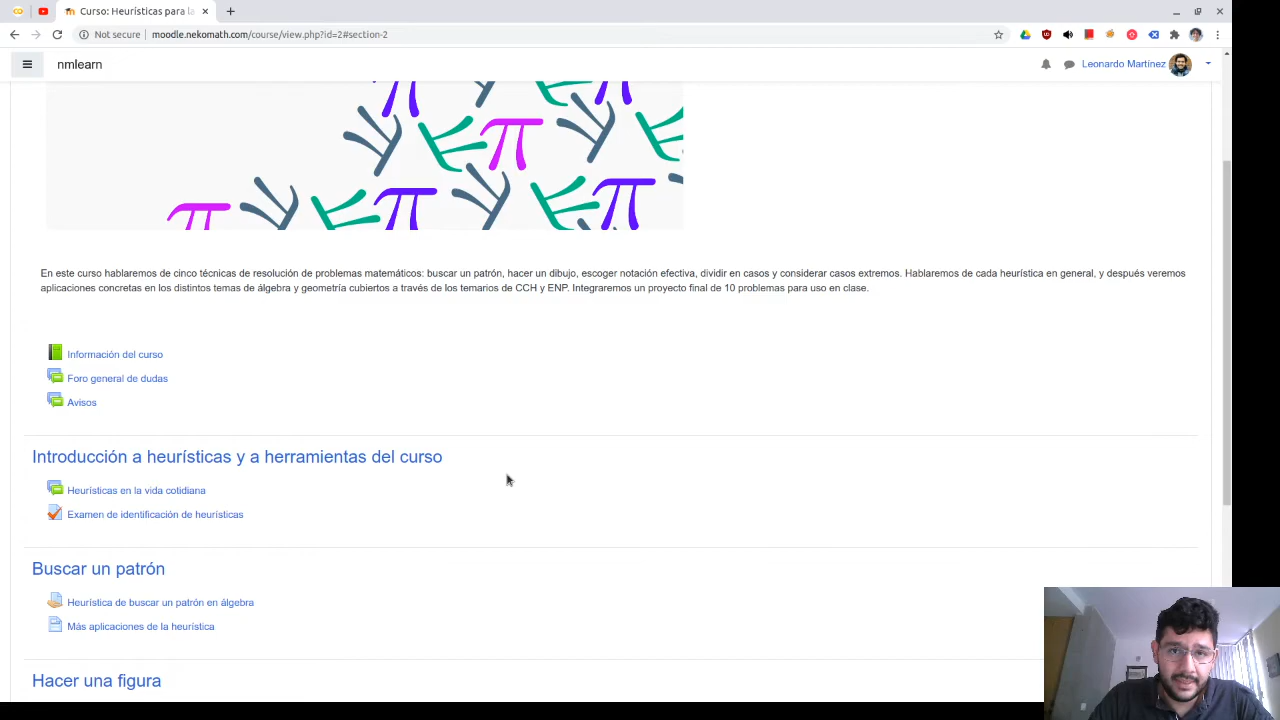 Curso: Heurísticas para la
Not secure
moodle.nekomath.com/course/view.php?id=2#section-2
nmlearn
Leonardo Martínez
En este curso hablaremos de cinco técnicas de resolución de problemas matemáticos: buscar un patrón, hacer un dibujo, escoger notación efectiva, dividir en casos y considerar casos extremos. Hablaremos de cada heurística en general, y después veremos
aplicaciones concretas en los distintos temas de álgebra y geometría cubiertos a través de los temarios de CCH y ENP. Integraremos un proyecto final de 10 problemas para uso en clase.
Información del curso
Foro general de dudas
Avisos
Introducción a heurísticas y a herramientas del curso
Heurísticas en la vida cotidiana
Examen de identificación de heurísticas
Buscar un patrón
Heurística de buscar un patrón en álgebra
Más aplicaciones de la heurística
Hacer una figura